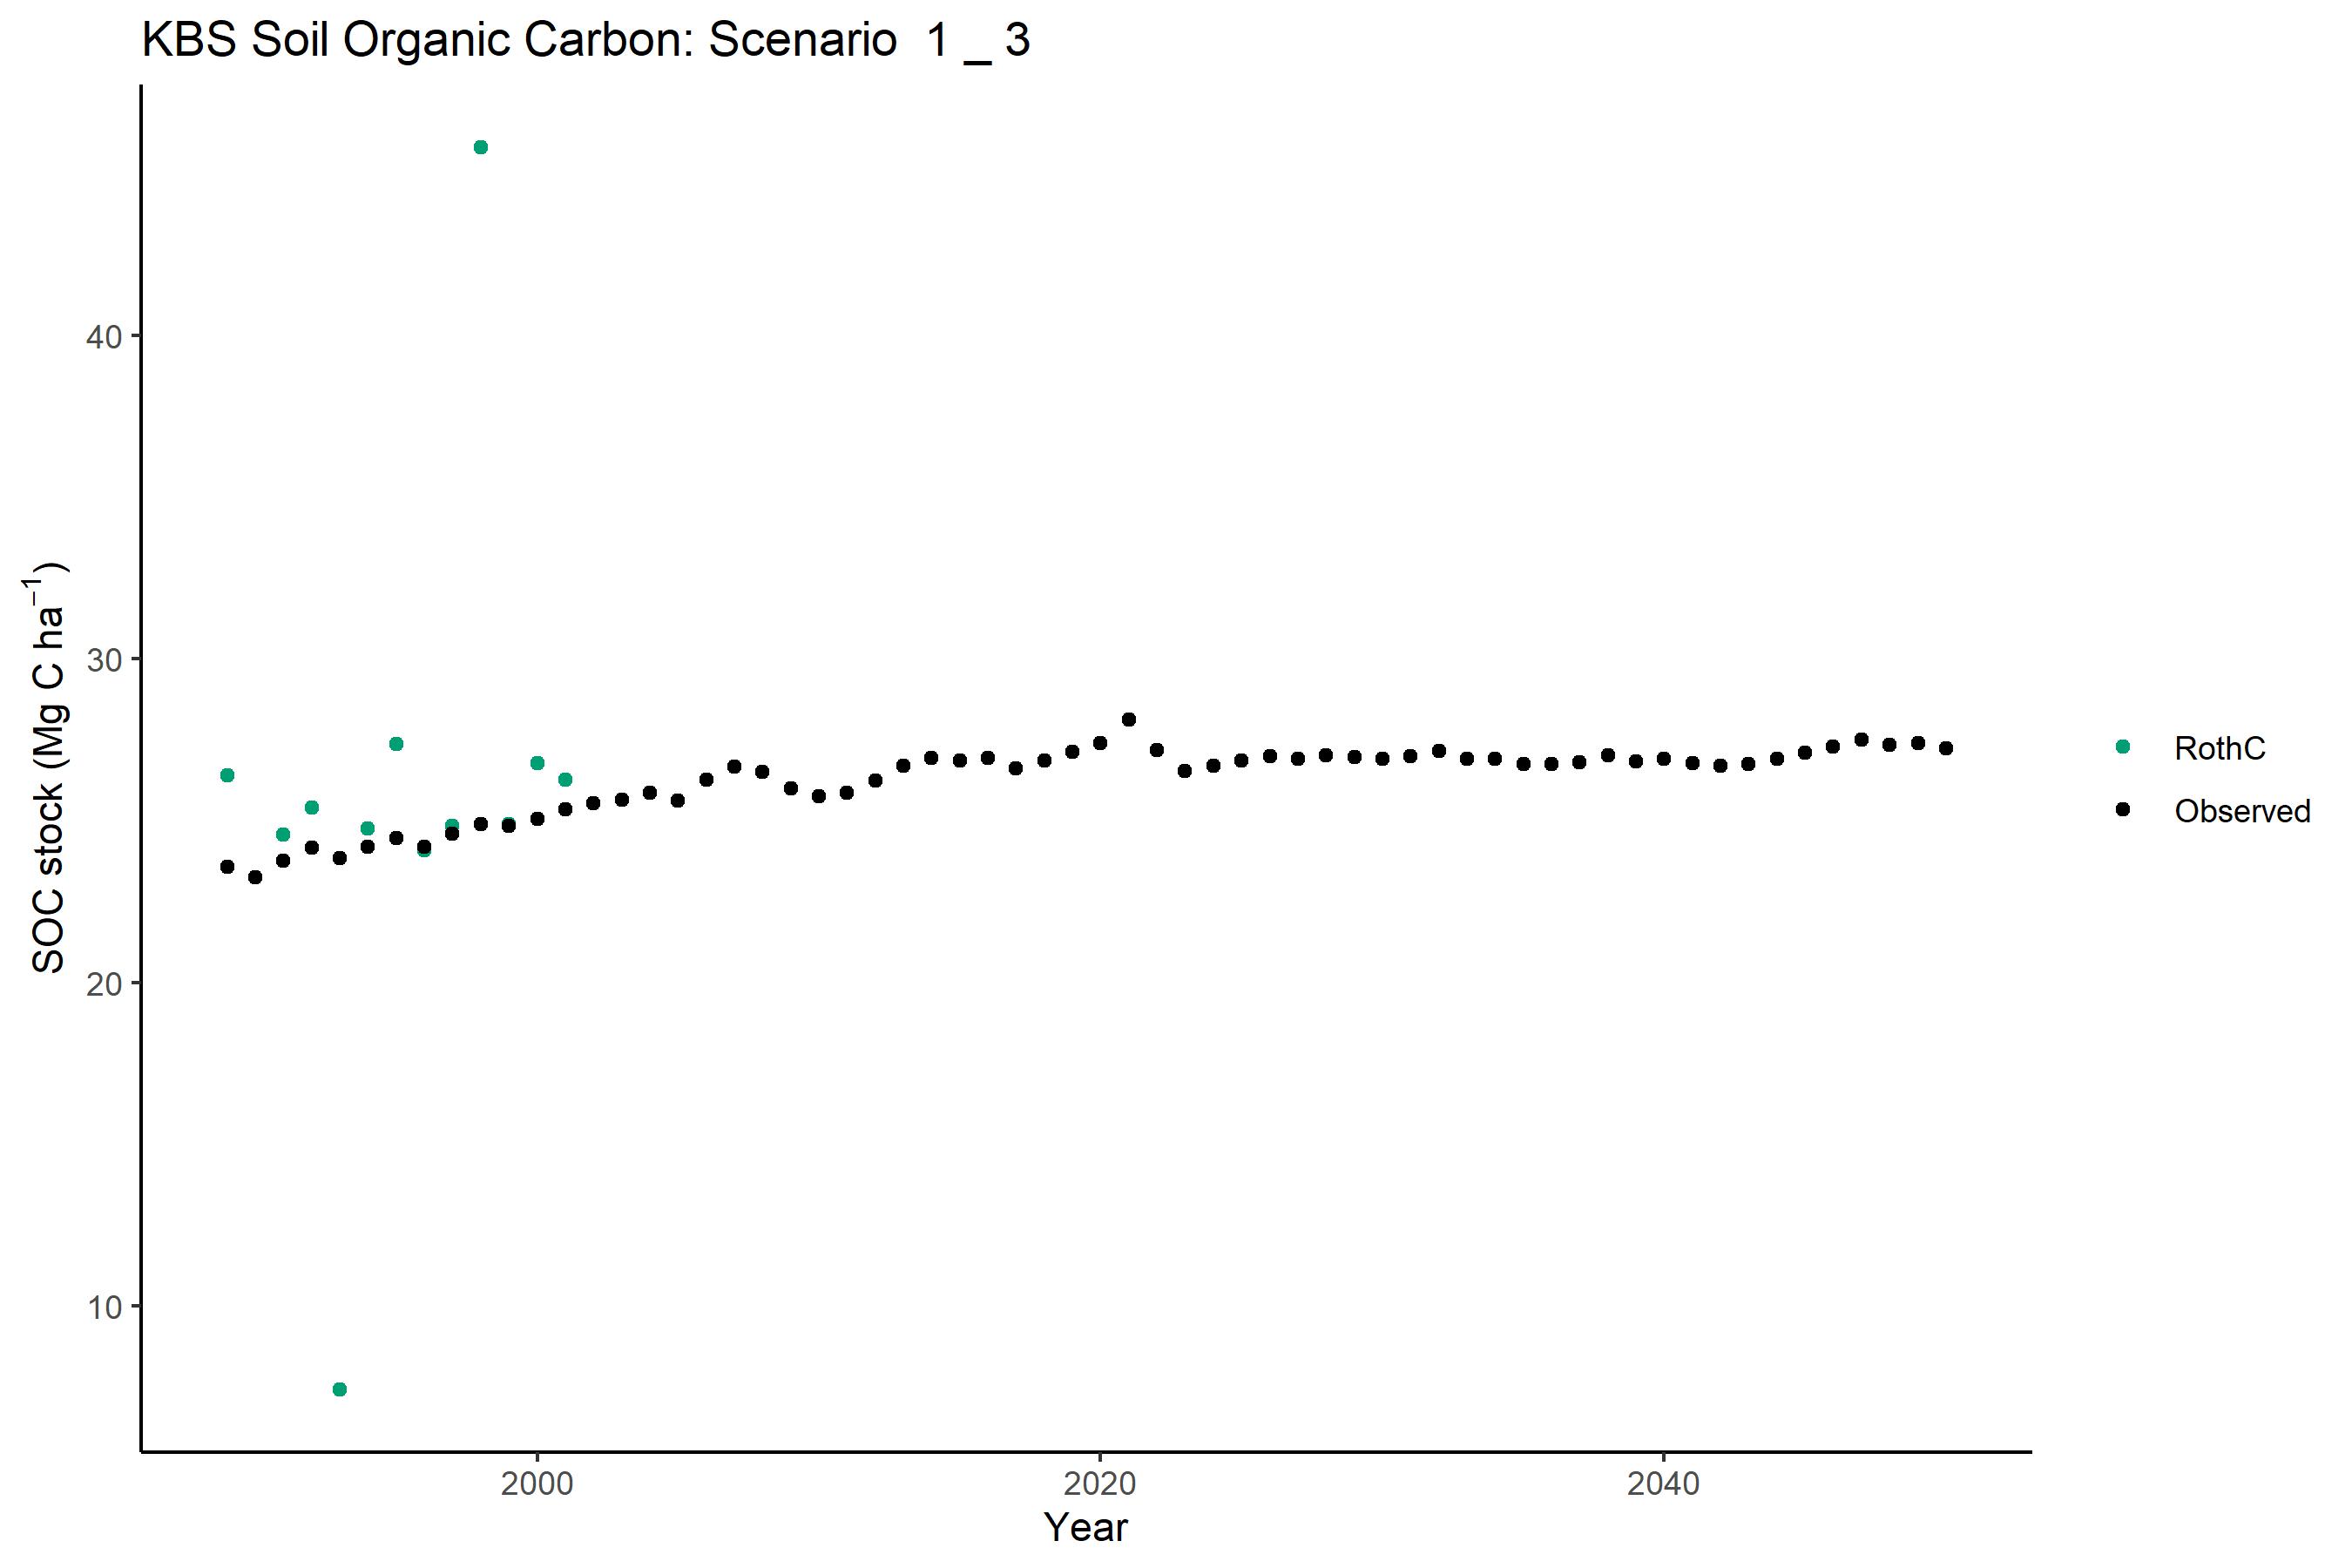 KBS Soil Organic Carbon: Scenario  1 _ 3
SOC stock (Mg C ha⁻¹)
40
30
20
10
2000
2020
2040
Year
RothC
Observed